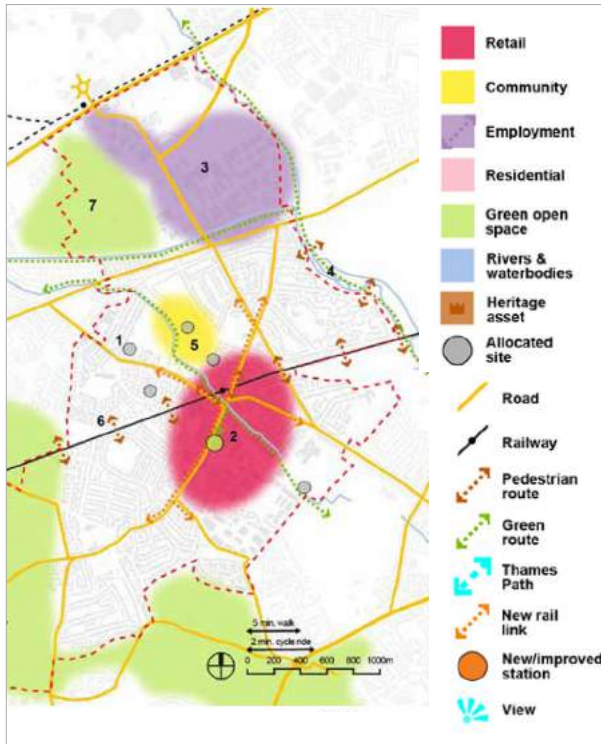 3
7
4
1
5
6
2
5 min. walk
2 min. cycle ride
0 200 400 600 800 1000m
Retail
Community
Employment
Residential
Green open
space
Rivers &
waterbodies
Heritage
asset
Allocated
site
Road
Railway
Pedestrian
route
Green
route
Thames
Path
New rail
link
New/improved
station
View